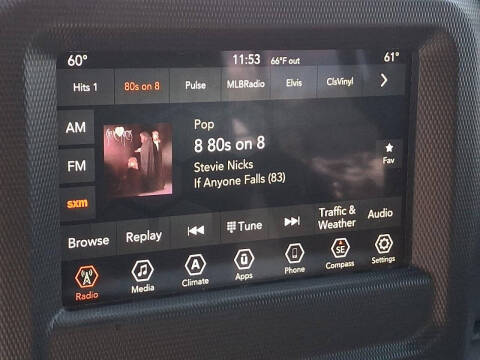 60° 11:53 66°F out 61°
Hits 1 80s on 8 Pulse MLBRadio Elvis ClsVinyl
AM
FM
sxm
Pop
8 80s on 8
Stevie Nicks
If Anyone Falls (83)
Fav
Browse Replay Tune Traffic & Weather Audio
Radio Media Climate Apps Phone Compass Settings
A
SE